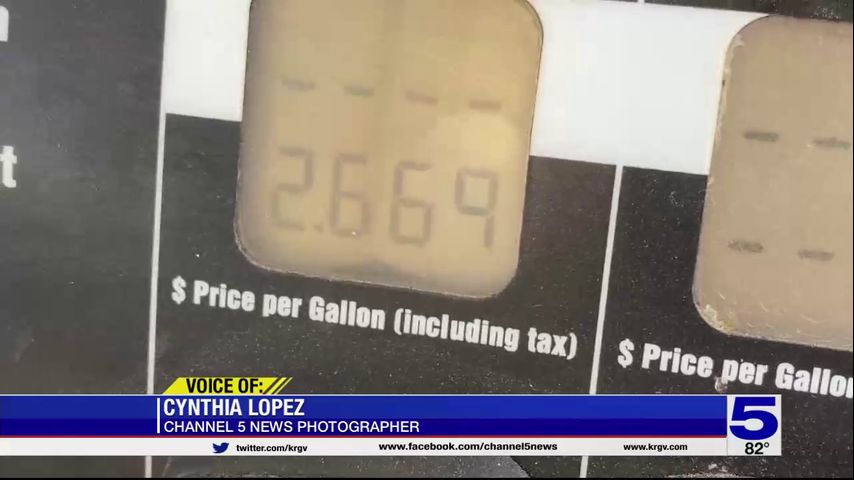 t
- - - -
2.669
- -
- -
$ Price per Gallon (including tax)
$ Price per Gallon
VOICE OF:
CYNTHIA LOPEZ
CHANNEL 5 NEWS PHOTOGRAPHER
5
82°
twitter.com/krgv
www.facebook.com/channel5news
www.krgv.com